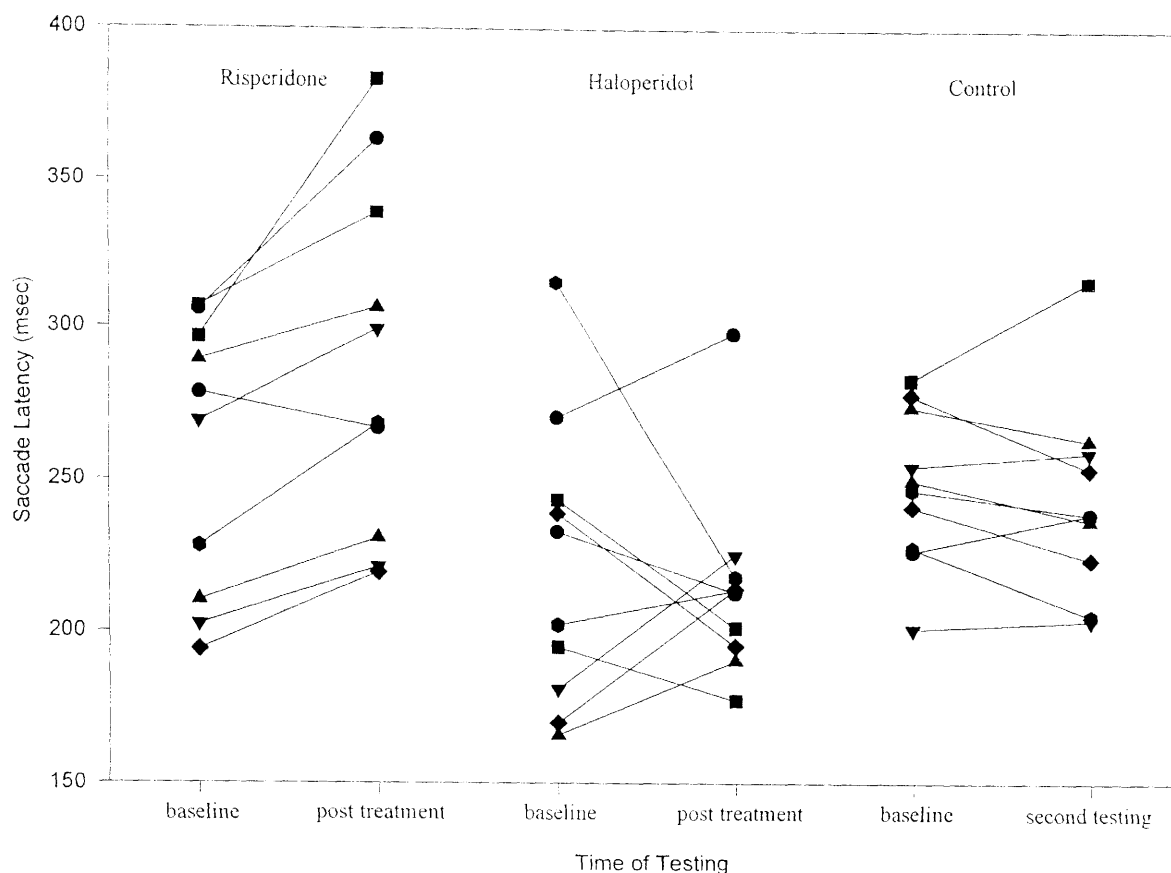 400
Risperidone
Haloperidol
Control
350
300
250
200
150
Saccade Latency (msec)
baseline
post treatment
baseline
post treatment
baseline
second testing
Time of Testing